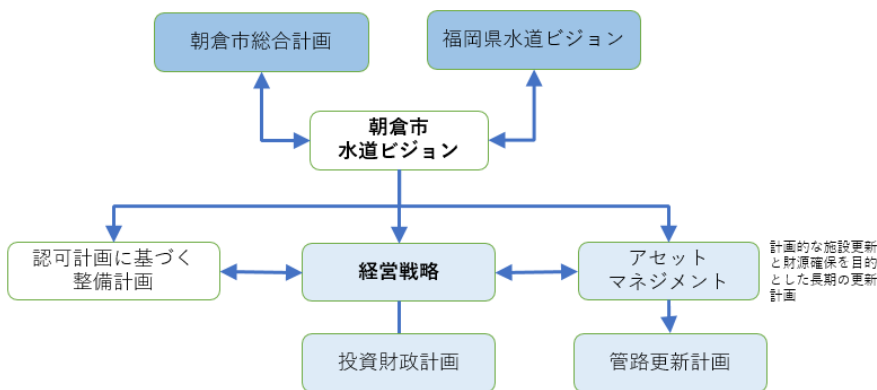 朝倉市総合計画
福岡県水道ビジョン
朝倉市
水道ビジョン
認可計画に基づく
整備計画
経営戦略
アセット
マネジメント
計画的な施設更新
と財源確保を目的
とした長期の更新
計画
投資財政計画
管路更新計画